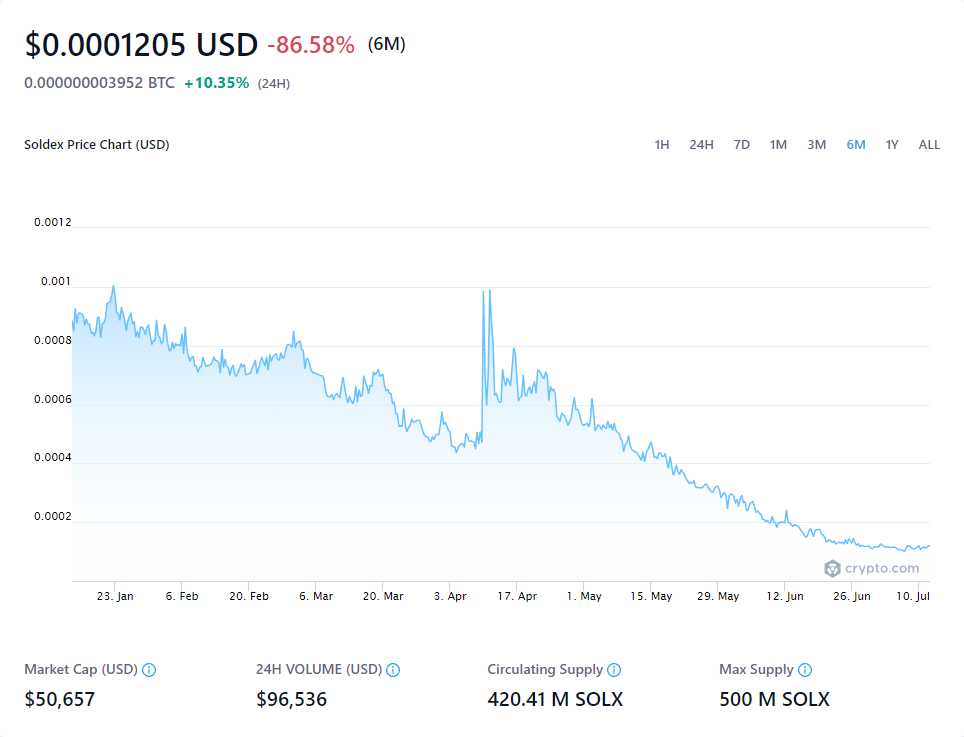 $0.0001205 USD -86.58% (6M)
0.000000003952 BTC +10.35% (24H)
Soldex Price Chart (USD) 1H 24H 7D 1M 3M 6M 1Y ALL
0.0012
0.001
0.0008
0.0006
0.0004
0.0002
crypto.com
23. Jan 6. Feb 20. Feb 6. Mar 20. Mar 3. Apr 17. Apr 1. May 15. May 29. May 12. Jun 26. Jun 10. Jul
Market Cap (USD) 24H VOLUME (USD) Circulating Supply Max Supply
$50,657 $96,536 420.41 M SOLX 500 M SOLX